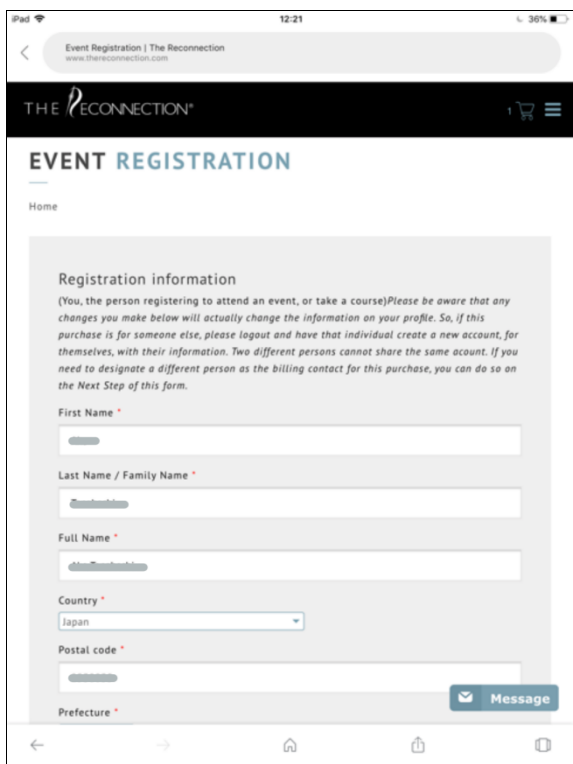 iPad 12:21 36%
Event Registration | The Reconnection
www.thereconnection.com
THE RECONNECTION®
1
EVENT REGISTRATION
Home
Registration information
(You, the person registering to attend an event, or take a course)Please be aware that any
changes you make below will actually change the information on your profile. So, if this
purchase is for someone else, please logout and have that individual create a new account, for
themselves, with their information. Two different persons cannot share the same acount. If you
need to designate a different person as the billing contact for this purchase, you can do so on
the Next Step of this form.
First Name *
Last Name / Family Name *
Full Name *
Country *
Japan
Postal code *
Message
Prefecture *